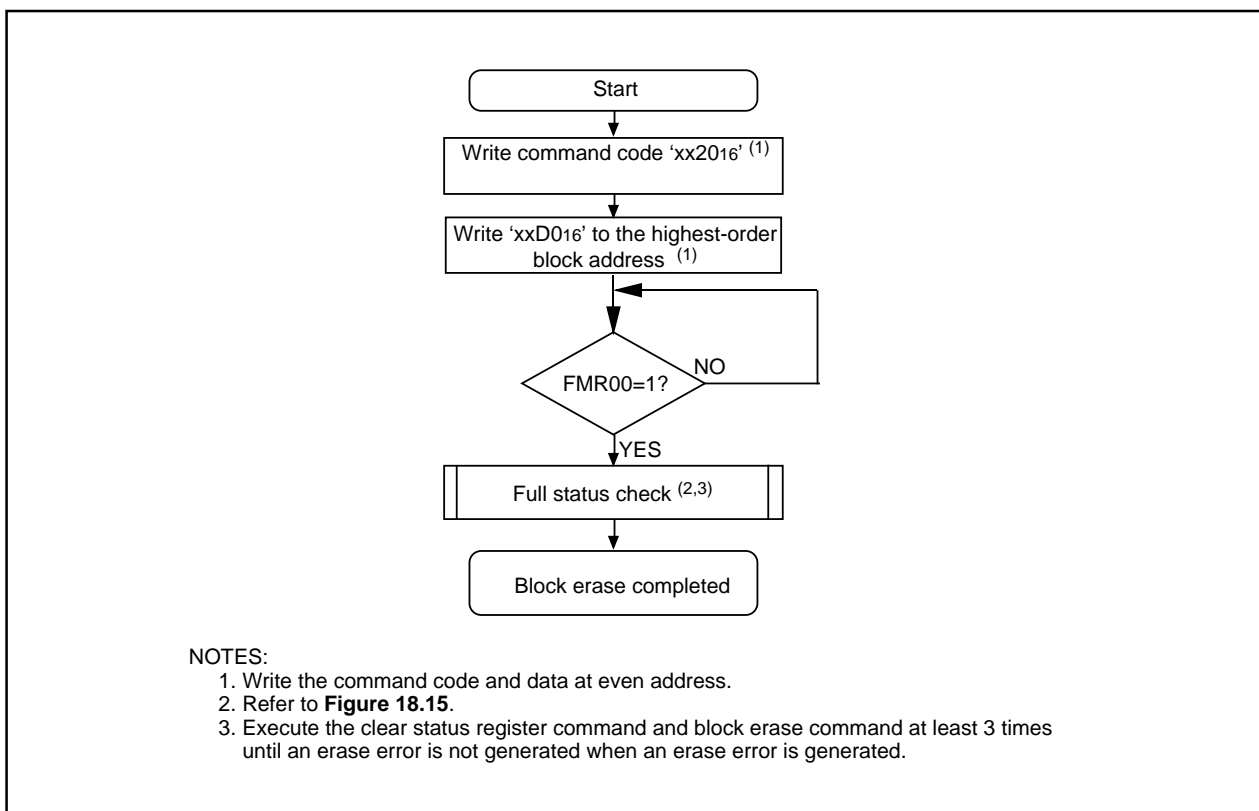 Start
Write command code ‘xx2016’ (1)
Write ‘xxD016’ to the highest-order
block address (1)
FMR00=1?
NO
YES
Full status check (2,3)
Block erase completed
NOTES:
1. Write the command code and data at even address.
2. Refer to Figure 18.15.
3. Execute the clear status register command and block erase command at least 3 times
until an erase error is not generated when an erase error is generated.